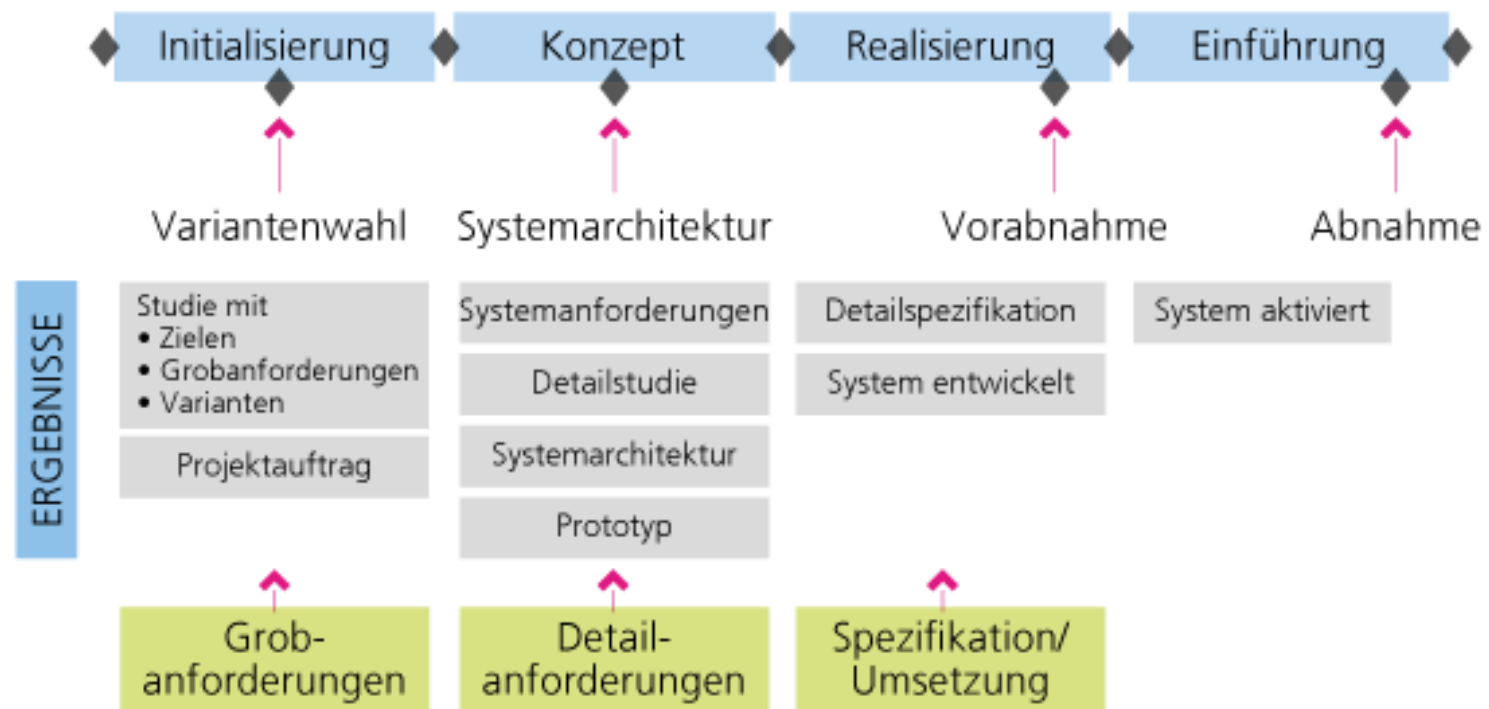 Initialisierung
Konzept
Realisierung
Einführung
Variantenwahl
Systemarchitektur
Vorabnahme
Abnahme
ERGEBNISSE
Studie mit
• Zielen
• Grobanforderungen
• Varianten
Projektauftrag
Systemanforderungen
Detailstudie
Systemarchitektur
Prototyp
Detailspezifikation
System entwickelt
System aktiviert
Grob-
anforderungen
Detail-
anforderungen
Spezifikation/
Umsetzung